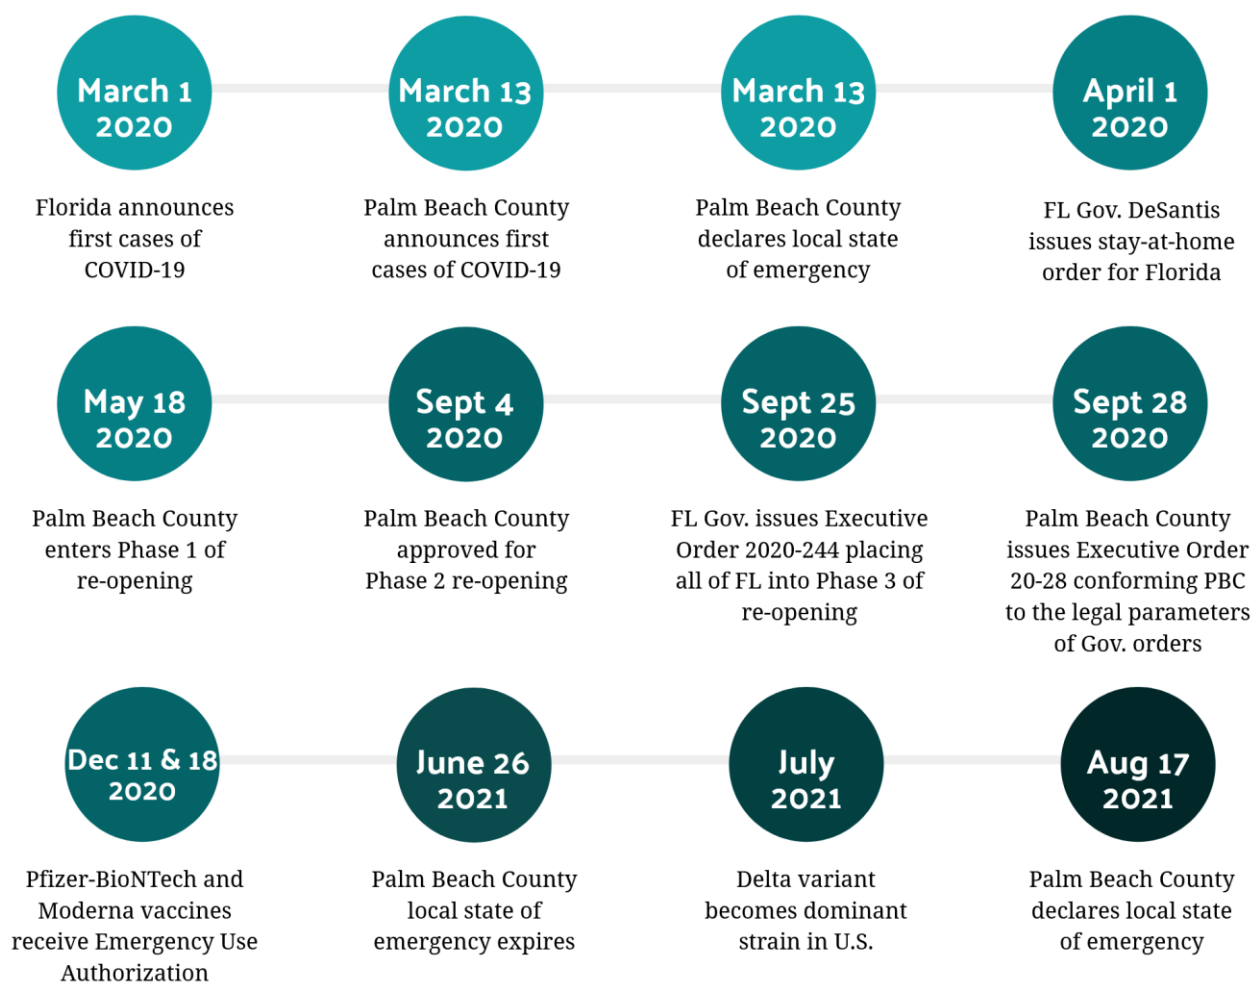 March 1
2020
Florida announces
first cases of
COVID-19
March 13
2020
Palm Beach County
announces first
cases of COVID-19
March 13
2020
Palm Beach County
declares local state
of emergency
April 1
2020
FL Gov. DeSantis
issues stay-at-home
order for Florida
May 18
2020
Palm Beach County
enters Phase 1 of
re-opening
Sept 4
2020
Palm Beach County
approved for
Phase 2 re-opening
Sept 25
2020
FL Gov. issues Executive
Order 2020-244 placing
all of FL into Phase 3 of
re-opening
Sept 28
2020
Palm Beach County
issues Executive Order
20-28 conforming PBC
to the legal parameters
of Gov. orders
Dec 11 & 18
2020
Pfizer-BioNTech and
Moderna vaccines
receive Emergency Use
Authorization
June 26
2021
Palm Beach County
local state of
emergency expires
July
2021
Delta variant
becomes dominant
strain in U.S.
Aug 17
2021
Palm Beach County
declares local state
of emergency